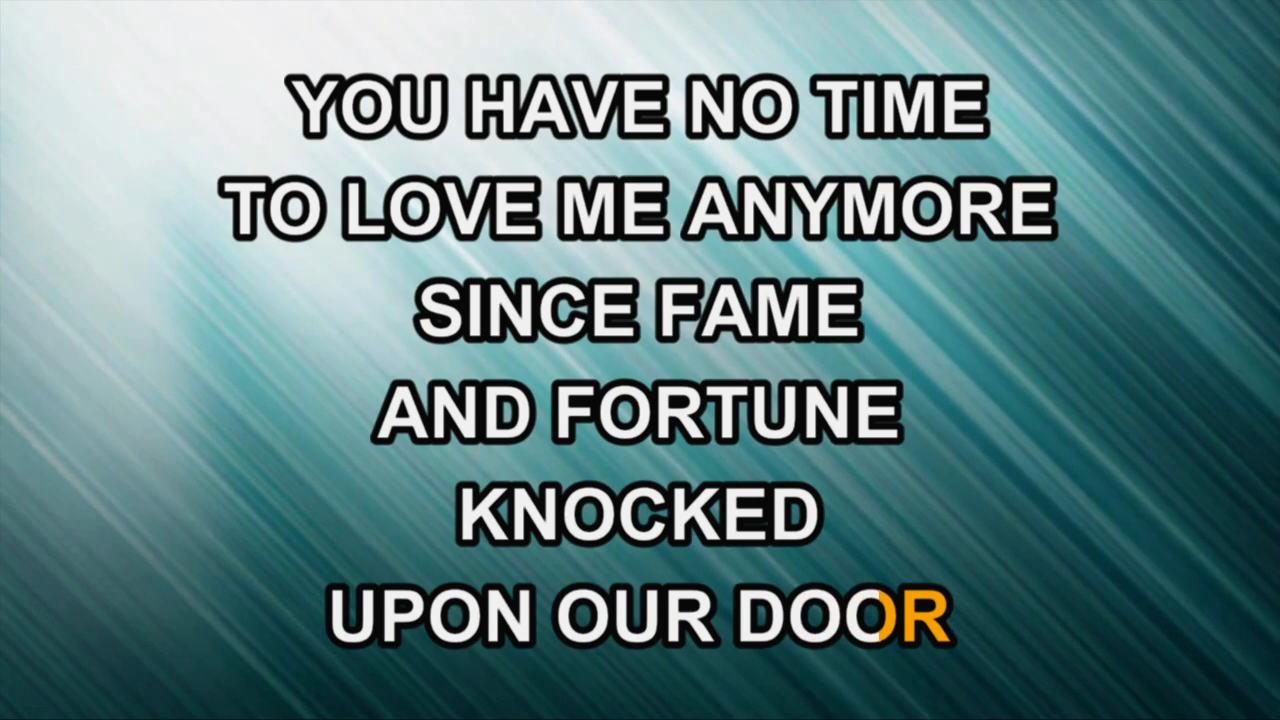 YOU HAVE NO TIME
TO LOVE ME ANYMORE
SINCE FAME
AND FORTUNE
KNOCKED
UPON OUR DOOR